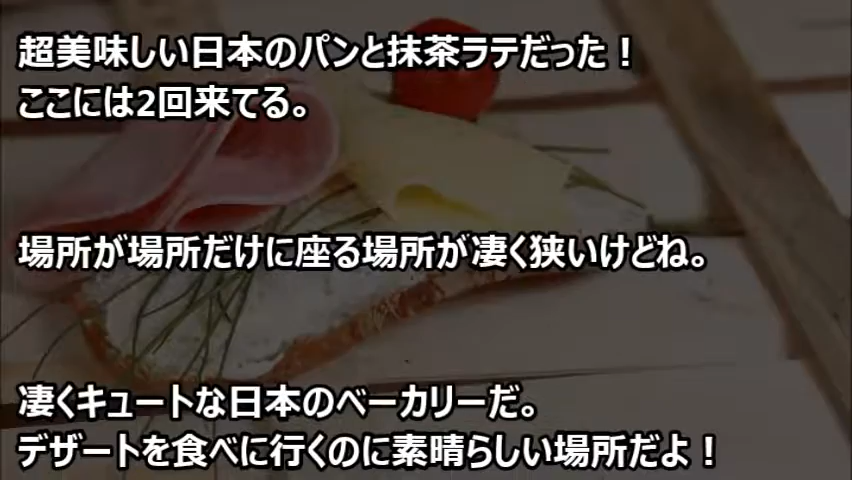 超美味しい日本のパンと抹茶ラテだった！
ここには2回来てる。
場所が場所だけに座る場所が凄く狭いけどね。
凄くキュートな日本のベーカリーだ。
デザートを食べに行くのに素晴らしい場所だよ！